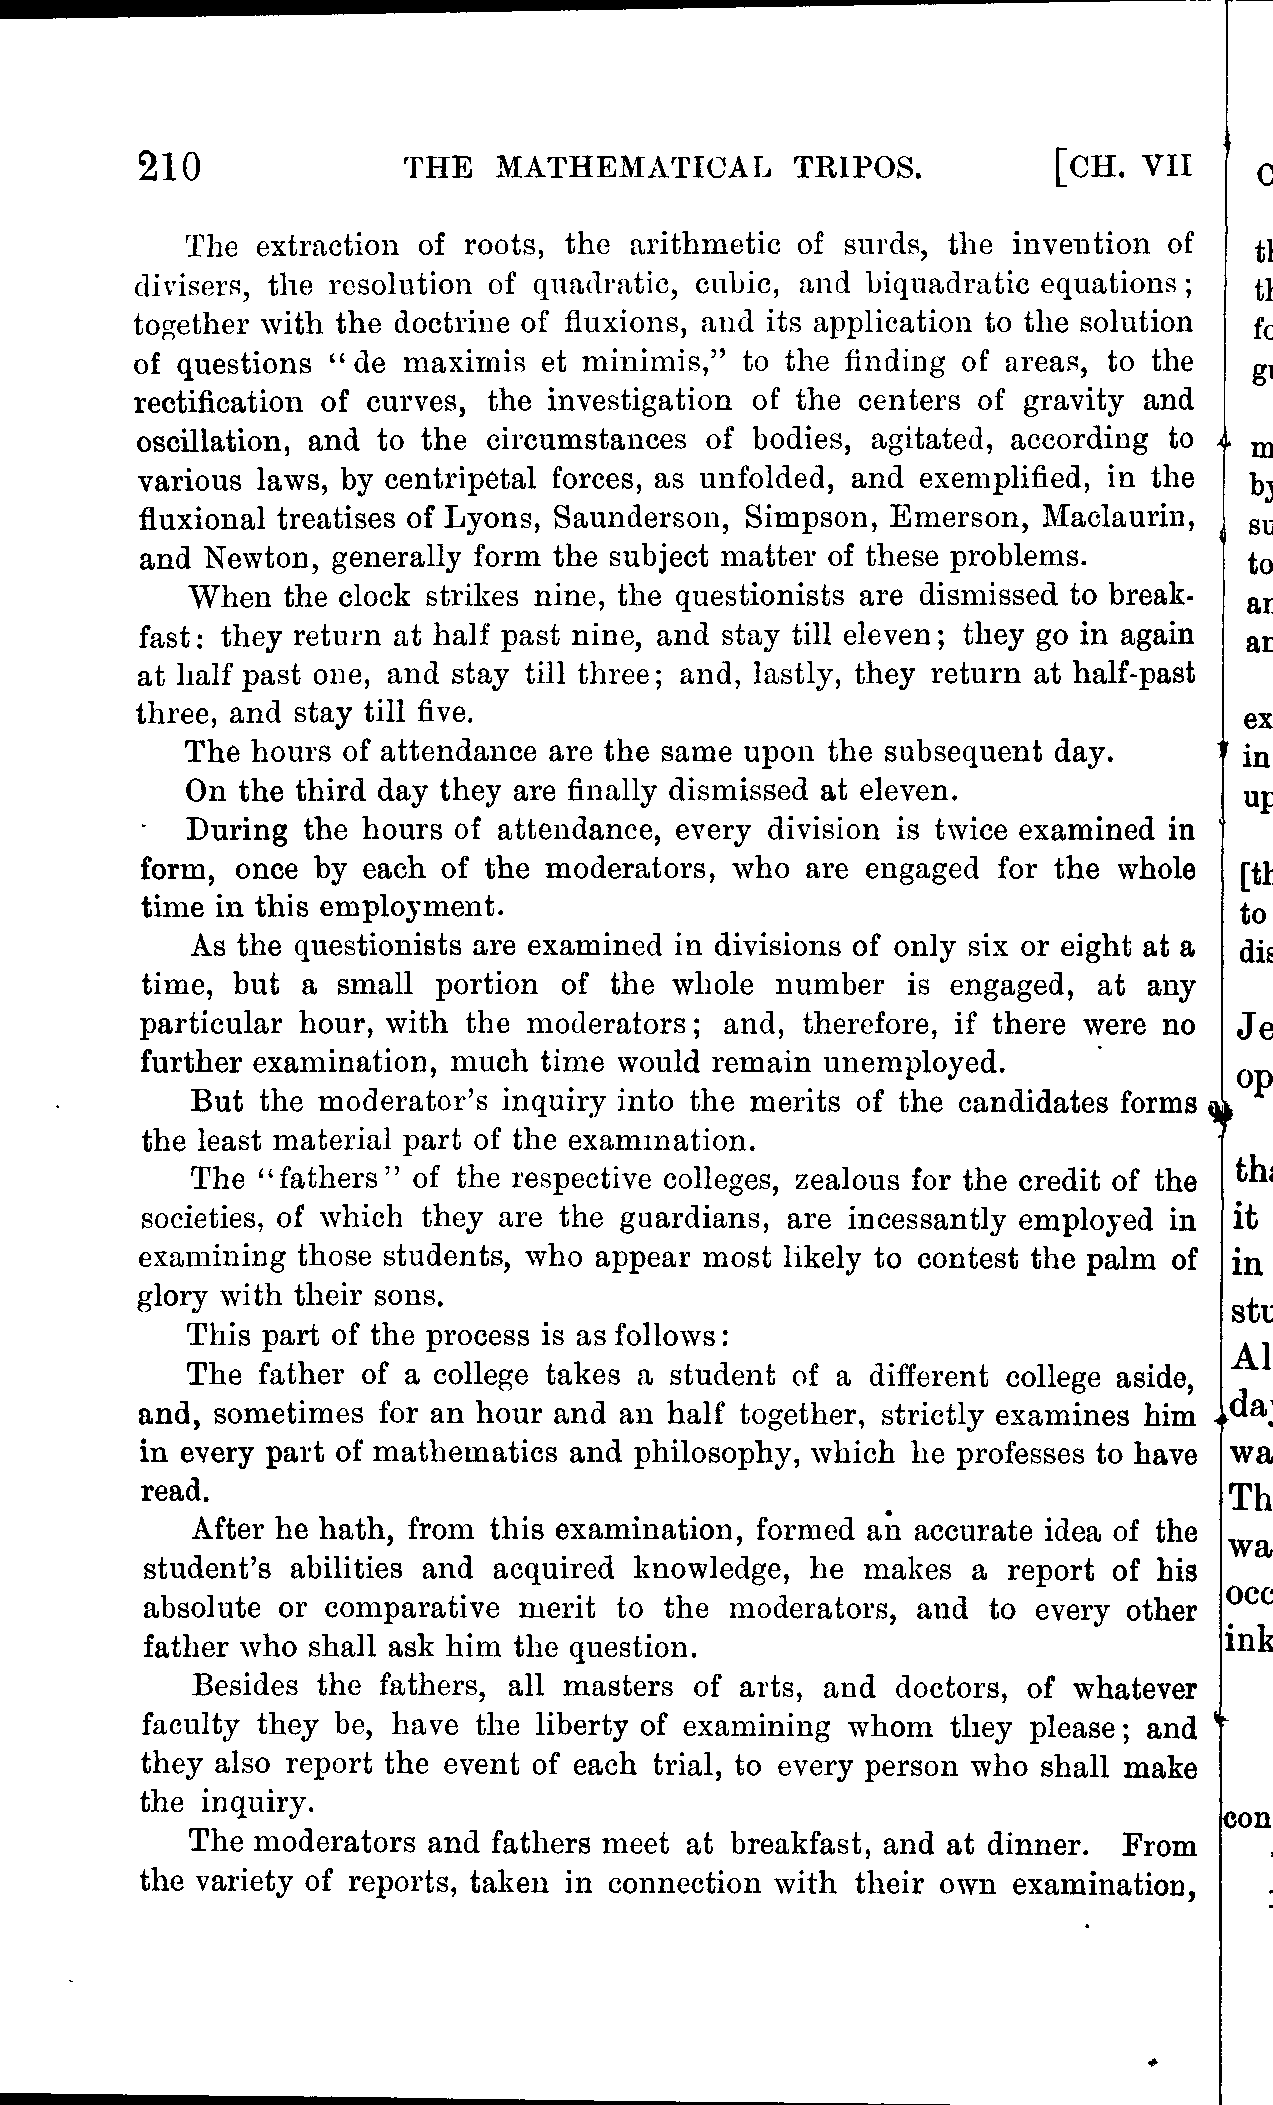 210 THE MATHEMATICAL TRIPOS. [CH. VII
The extraction of roots, the arithmetic of surds, the invention of
divisers, the resolution of quadratic, cubic, and biquadratic equations;
together with the doctrine of fluxions, and its application to the solution
of questions "de maximis et minimis," to the finding of areas, to the
rectification of curves, the investigation of the centers of gravity and
oscillation, and to the circumstances of bodies, agitated, according to
various laws, by centripetal forces, as unfolded, and exemplified, in the
fluxional treatises of Lyons, Saunderson, Simpson, Emerson, Maclaurin,
and Newton, generally form the subject matter of these problems.
When the clock strikes nine, the questionists are dismissed to break-
fast: they return at half past nine, and stay till eleven; they go in again
at half past one, and stay till three; and, lastly, they return at half-past
three, and stay till five.
The hours of attendance are the same upon the subsequent day.
On the third day they are finally dismissed at eleven.
During the hours of attendance, every division is twice examined in
form, once by each of the moderators, who are engaged for the whole
time in this employment.
As the questionists are examined in divisions of only six or eight at a
time, but a small portion of the whole number is engaged, at any
particular hour, with the moderators; and, therefore, if there were no
further examination, much time would remain unemployed.
But the moderator's inquiry into the merits of the candidates forms
the least material part of the examination.
The "fathers" of the respective colleges, zealous for the credit of the
societies, of which they are the guardians, are incessantly employed in
examining those students, who appear most likely to contest the palm of
glory with their sons.
This part of the process is as follows:
The father of a college takes a student of a different college aside,
and, sometimes for an hour and an half together, strictly examines him
in every part of mathematics and philosophy, which he professes to have
read.
After he hath, from this examination, formed an accurate idea of the
student's abilities and acquired knowledge, he makes a report of his
absolute or comparative merit to the moderators, and to every other
father who shall ask him the question.
Besides the fathers, all masters of arts, and doctors, of whatever
faculty they be, have the liberty of examining whom they please; and
they also report the event of each trial, to every person who shall make
the inquiry.
The moderators and fathers meet at breakfast, and at dinner. From
the variety of reports, taken in connection with their own examination,